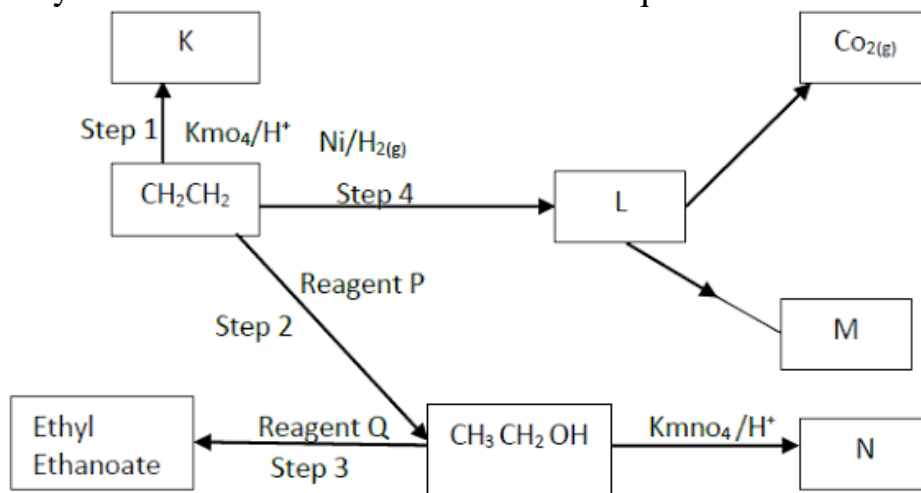 K
Co₂(g)
Step 1
Kmo₄/H⁺
Ni/H₂(g)
CH₂CH₂
Step 4
L
Reagent P
Step 2
M
Ethyl
Ethanoate
Reagent Q
Step 3
CH₃ CH₂ OH
Kmno₄ /H⁺
N